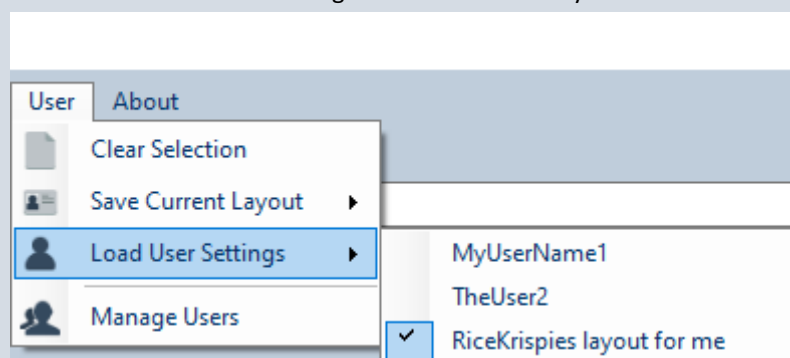 User About
Clear Selection
Save Current Layout
Load User Settings
MyUserName1
TheUser2
Manage Users
RiceKrispies layout for me